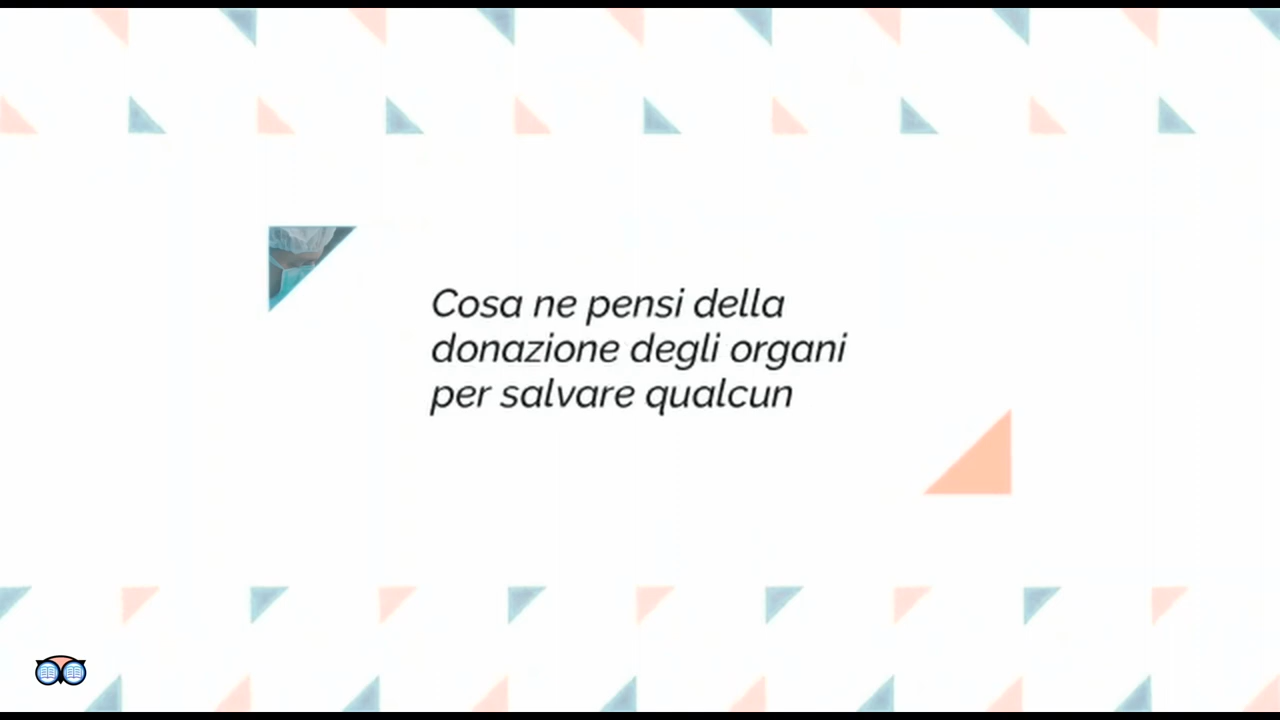 Cosa ne pensi della
donazione degli organi
per salvare qualcun